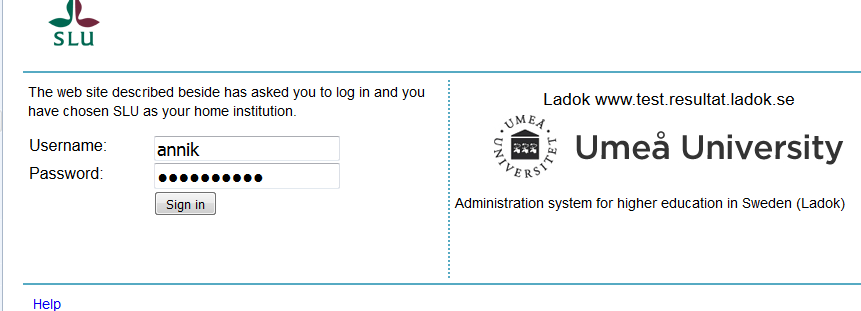 SLU
The web site described beside has asked you to log in and you
have chosen SLU as your home institution.
Username: annik
Password: ●●●●●●●●●●
Sign in
Ladok www.test.resultat.ladok.se
UMEÅ UNIVERSITET
Umeå University
Administration system for higher education in Sweden (Ladok)
Help